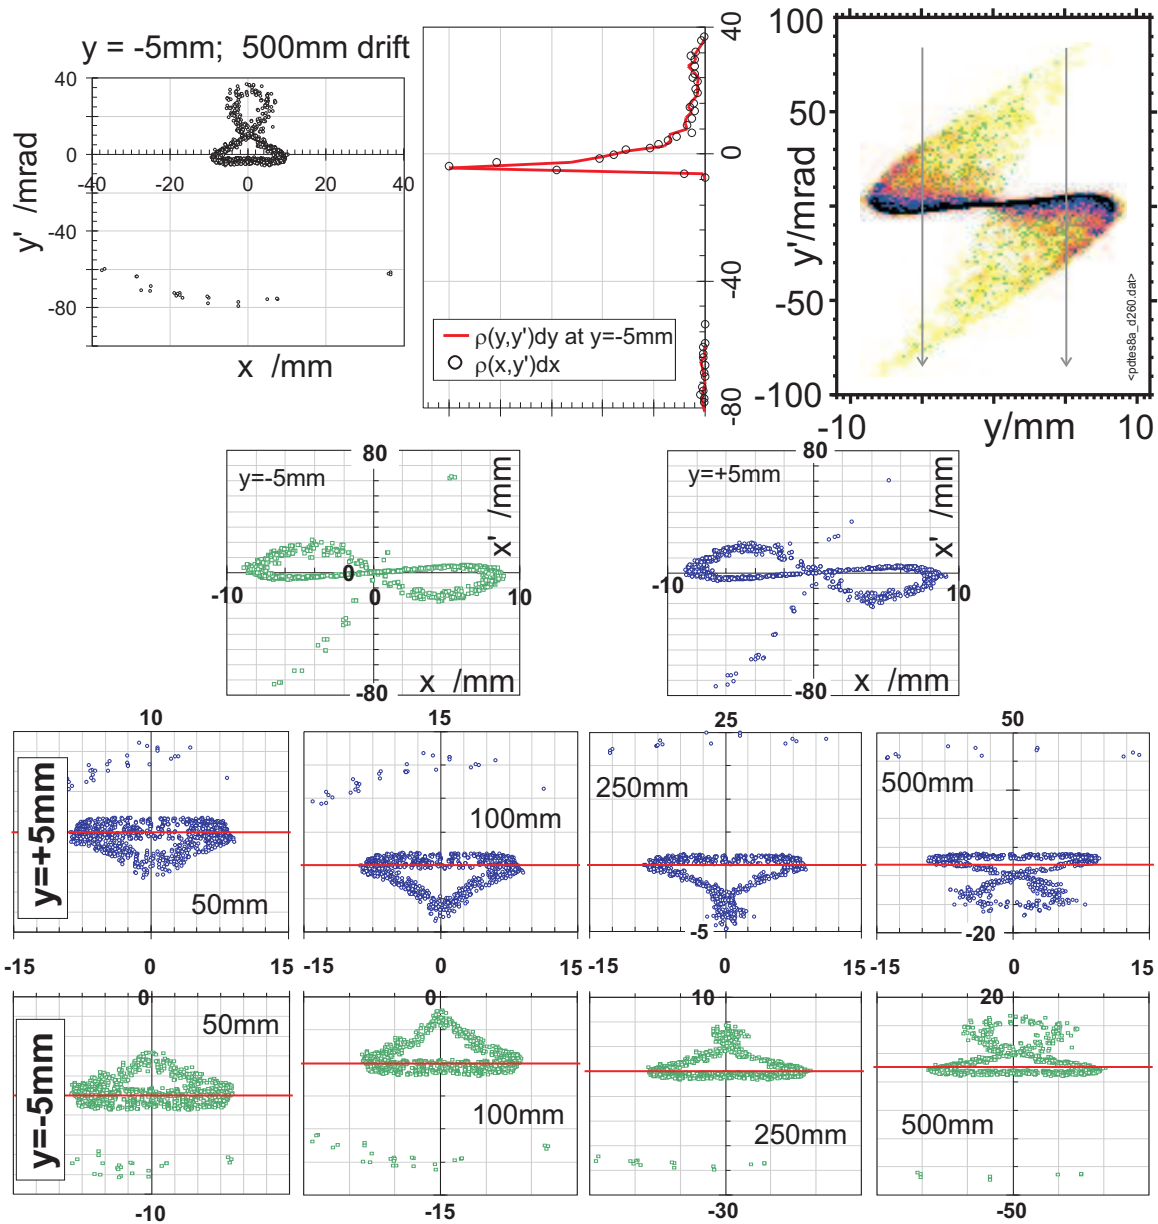 y = -5mm; 500mm drift
40
0
-40
-80
y' /mrad
-40
-20
0
20
40
x /mm
40
0
-40
-80
ρ(y,y')dy at y=-5mm
ρ(x,y')dx
100
50
0
-50
-100
y'/mrad
-10
y/mm
10
<pdtes8a_d260.dat>
80
y=-5mm
x' /mm
0
-10
0
10
-80
x /mm
80
y=+5mm
x' /mm
-10
10
-80
x /mm
10
15
25
50
y=+5mm
50mm
100mm
250mm
500mm
-5
-20
-15
0
15
-15
0
15
-15
0
15
-15
0
15
0
0
10
20
y=-5mm
50mm
100mm
250mm
500mm
-10
-15
-30
-50